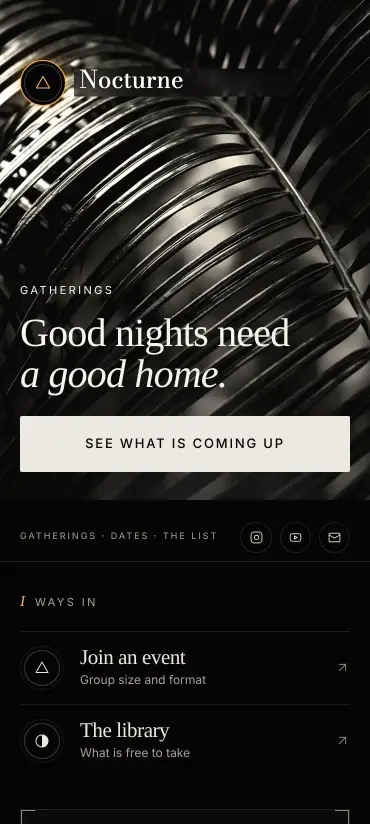 Nocturne
GATHERINGS
Good nights need
a good home.
SEE WHAT IS COMING UP
GATHERINGS · DATES · THE LIST
I WAYS IN
Join an event
Group size and format
The library
What is free to take